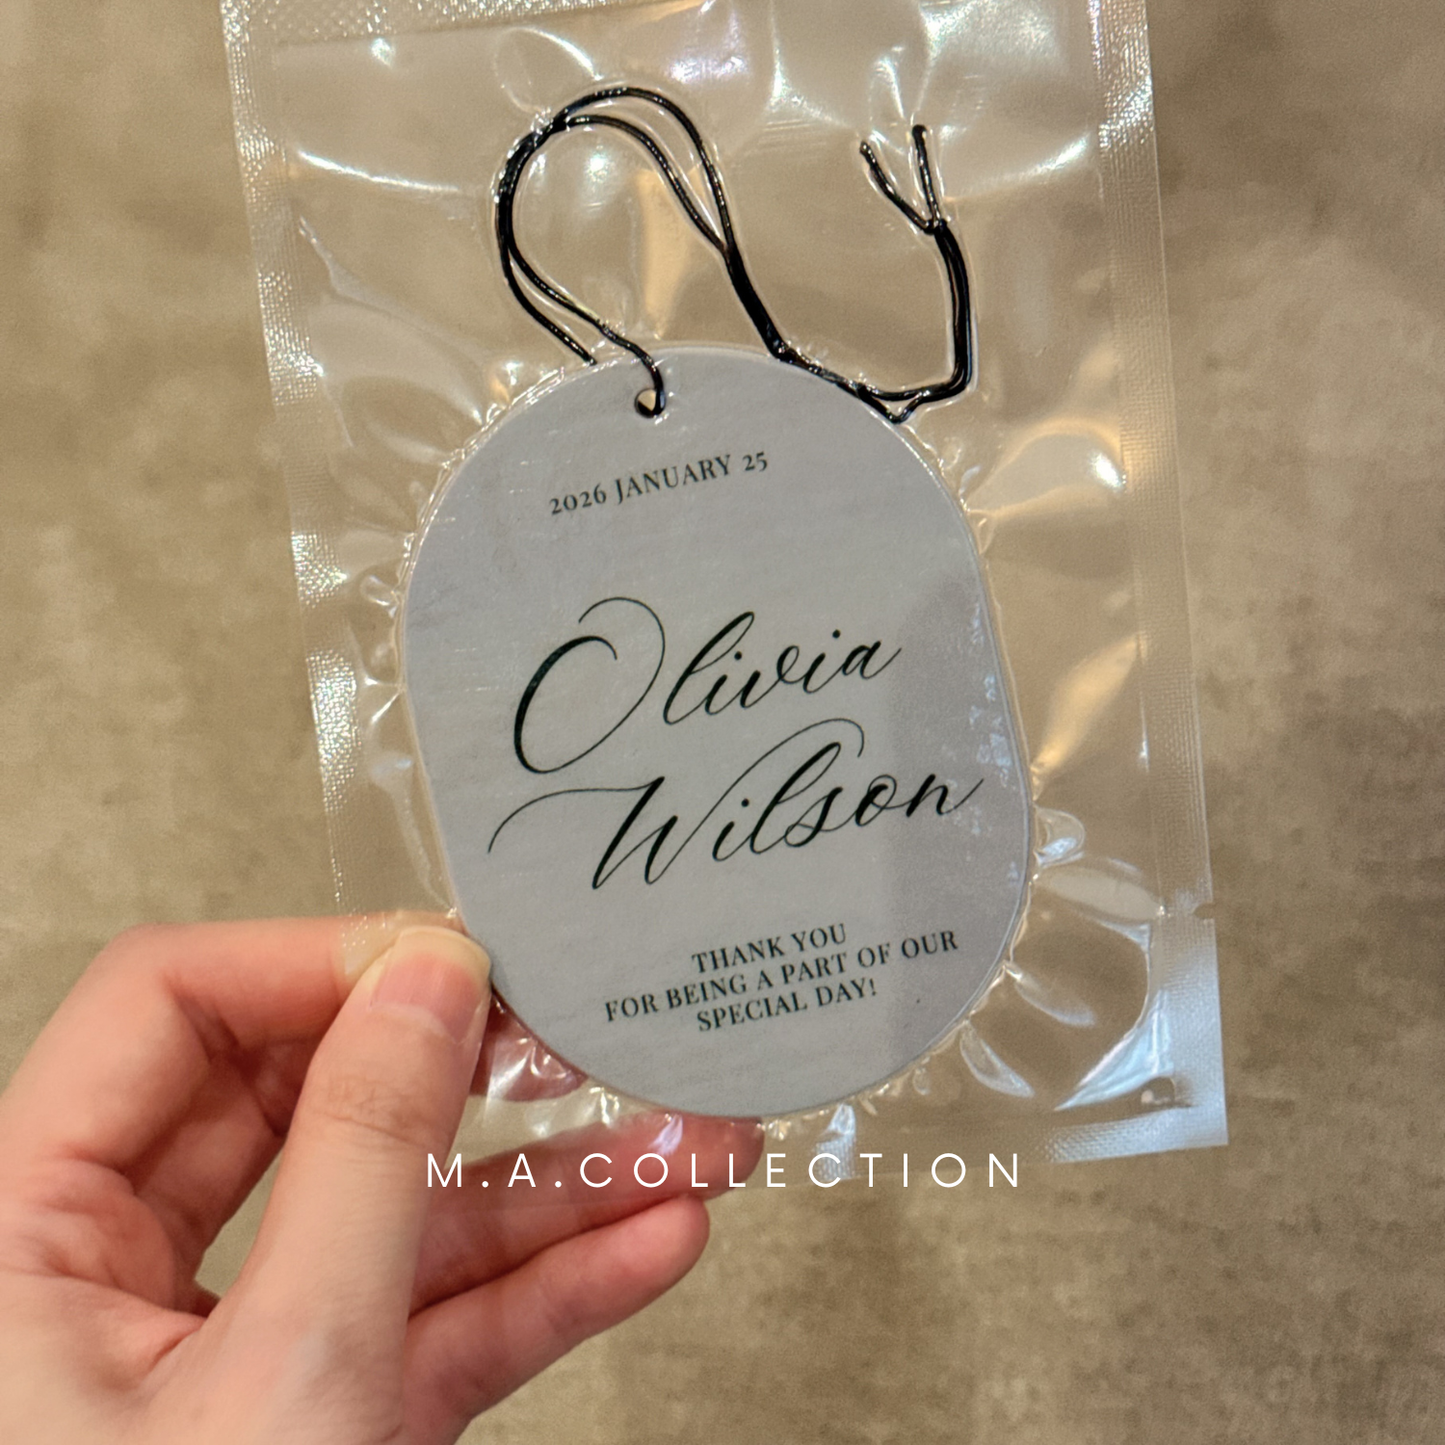 2026 JANUARY 25
Olivia
Wilson
THANK YOU
FOR BEING A PART OF OUR
SPECIAL DAY!
M.A.COLLECTION